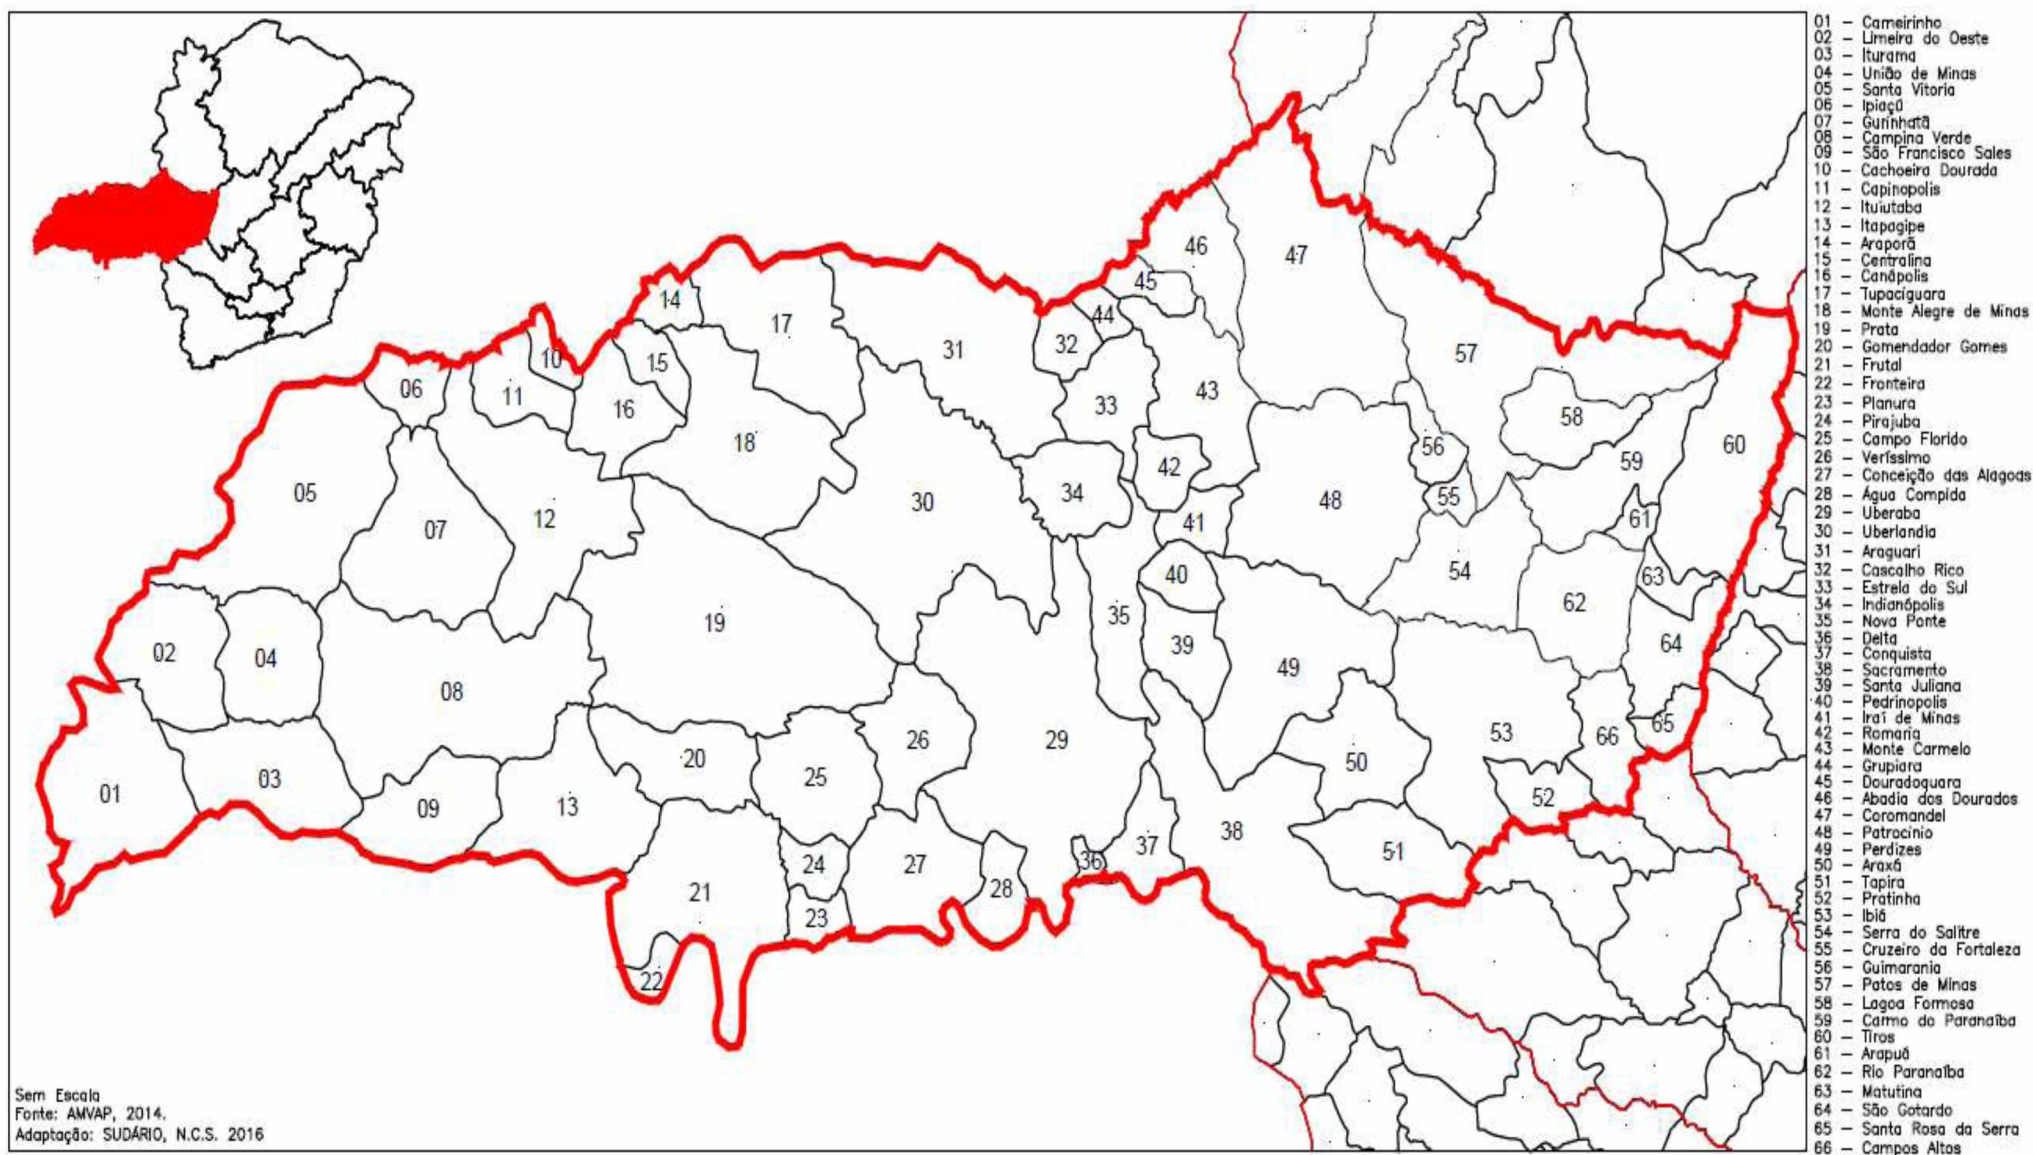 01 – Carneirinho
02 – Limeira do Oeste
03 – Iturama
04 – União de Minas
05 – Santa Vitoria
06 – Ipiaçú
07 – Gurinhatã
08 – Campina Verde
09 – São Francisco Sales
10 – Cachoeira Dourada
11 – Capinopolis
12 – Ituiutaba
13 – Itapagipe
14 – Araporã
15 – Centralina
16 – Canápolis
17 – Tupaciguara
18 – Monte Alegre de Minas
19 – Prata
20 – Gomendador Gomes
21 – Frutal
22 – Fronteira
23 – Planura
24 – Pirajuba
25 – Campo Florido
26 – Veríssimo
27 – Conceição das Alagoas
28 – Água Compida
29 – Uberaba
30 – Uberlandia
31 – Araguari
32 – Cascalho Rico
33 – Estrela do Sul
34 – Indianópolis
35 – Nova Ponte
36 – Delta
37 – Conquista
38 – Sacramento
39 – Santa Juliana
40 – Pedrinopolis
41 – Iraí de Minas
42 – Romaria
43 – Monte Carmelo
44 – Grupiara
45 – Douradoquara
46 – Abadia dos Dourados
47 – Coromandel
48 – Patrocínio
49 – Perdizes
50 – Araxá
51 – Tapira
52 – Pratinha
53 – Ibiá
54 – Serra do Salitre
55 – Cruzeiro da Fortaleza
56 – Guimarania
57 – Patos de Minas
58 – Lagoa Formosa
59 – Carmo do Paranaíba
60 – Tiros
61 – Arapuá
62 – Rio Paranaíba
63 – Matutina
64 – São Gotardo
65 – Santa Rosa da Serra
66 – Campos Altos
46
47
45
14
44
17
31
32
10
15
57
06
11
16
33
43
58
18
56
60
42
59
05
34
30
48
55
07
12
41
61
54
40
63
62
35
19
02
04
39
64
49
08
53
65
66
29
26
20
50
25
01
03
09
13
52
38
37
51
36
24
27
21
28
23
22
Sem Escala
Fonte: AMVAP, 2014.
Adaptação: SUDÁRIO, N.C.S. 2016